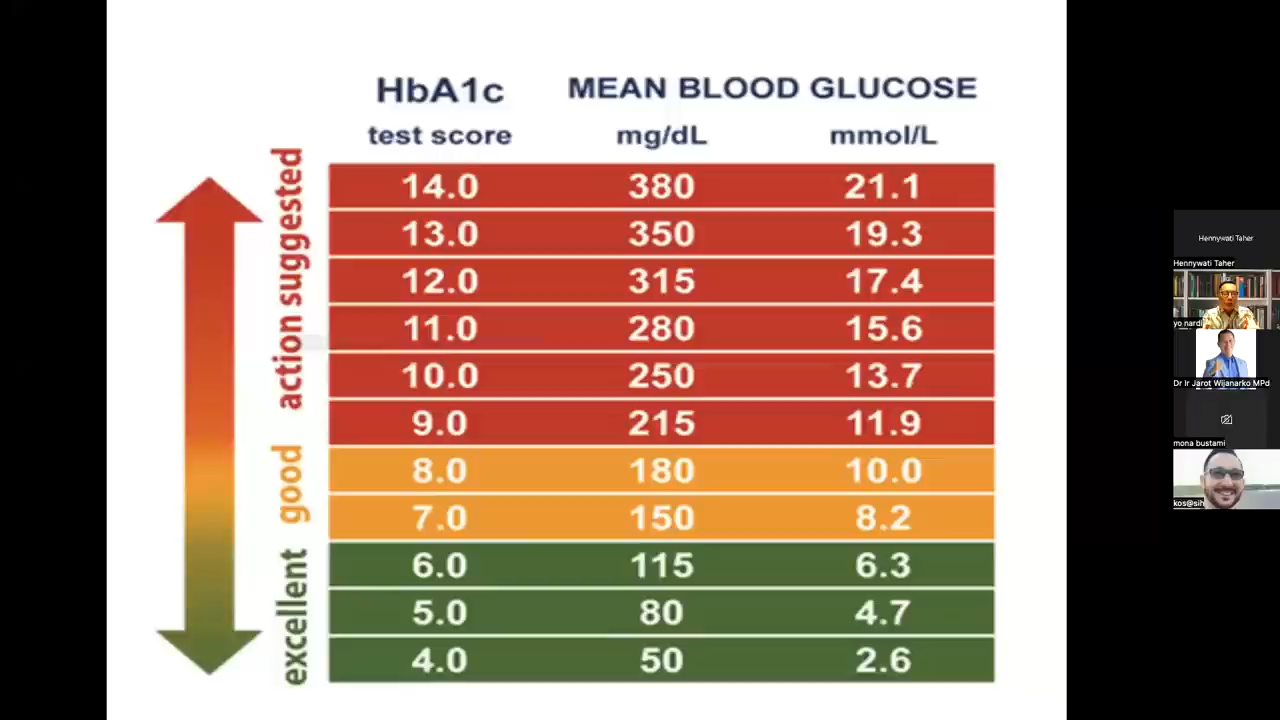 HbA1c MEAN BLOOD GLUCOSE
test score mg/dL mmol/L
action suggested
14.0 380 21.1
13.0 350 19.3
12.0 315 17.4
11.0 280 15.6
10.0 250 13.7
9.0 215 11.9
good
8.0 180 10.0
7.0 150 8.2
excellent
6.0 115 6.3
5.0 80 4.7
4.0 50 2.6
Hennywati Taher
Hennywati Taher
yo nardi
Dr Ir Jarot Wijanarko MPd
mona bustami
kos@sih